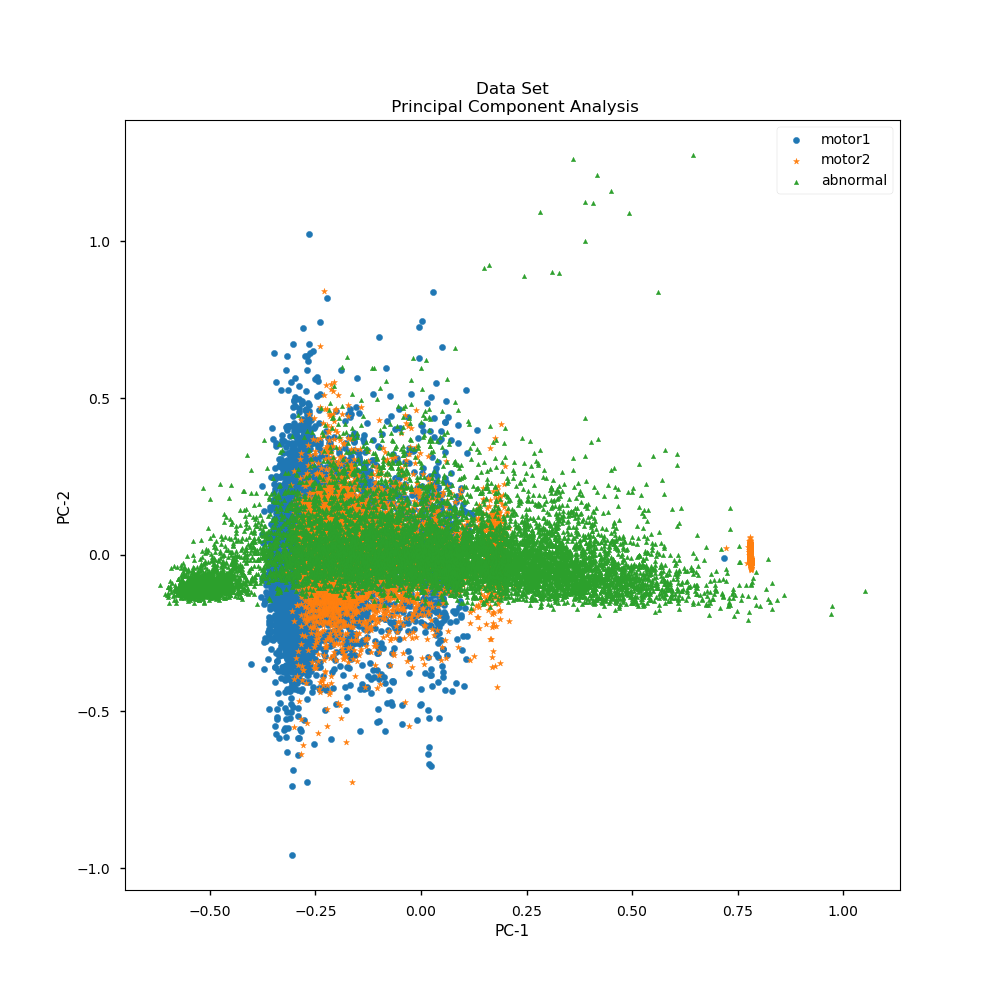 Data Set
Principal Component Analysis
motor1
motor2
abnormal
1.0
0.5
0.0
−0.5
−1.0
PC-2
−0.50
−0.25
0.00
0.25
0.50
0.75
1.00
PC-1